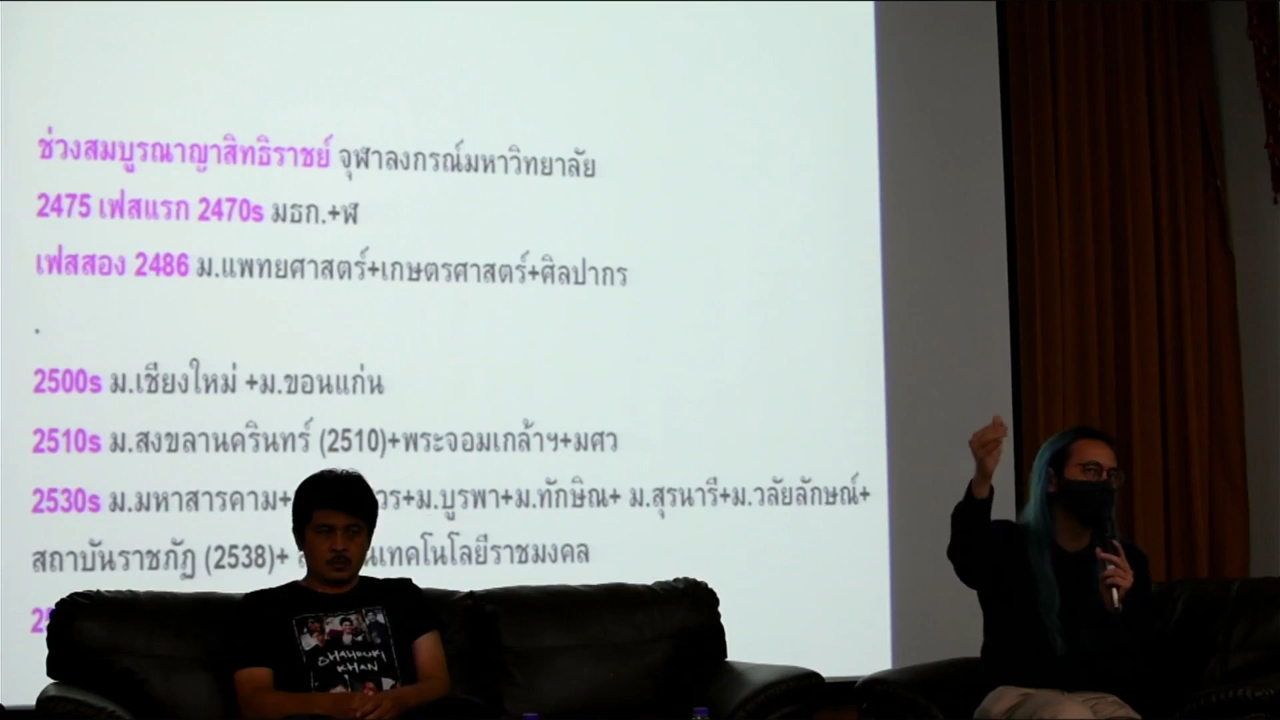 ช่วงสมบูรณาญาสิทธิราชย์ จุฬาลงกรณ์มหาวิทยาลัย
2475 เฟสแรก 2470s มธก.+ฬ
เฟสสอง 2486 ม.แพทยศาสตร์+เกษตรศาสตร์+ศิลปากร
.
2500s ม.เชียงใหม่ +ม.ขอนแก่น
2510s ม.สงขลานครินทร์ (2510)+พระจอมเกล้าฯ+มศว
2530s ม.มหาสารคาม+ วร+ม.บูรพา+ม.ทักษิณ+ ม.สุรนารี+ม.วลัยลักษณ์+
สถาบันราชภัฏ (2538)+ นเทคโนโลยีราชมงคล
SHAHRUKH
KHAN